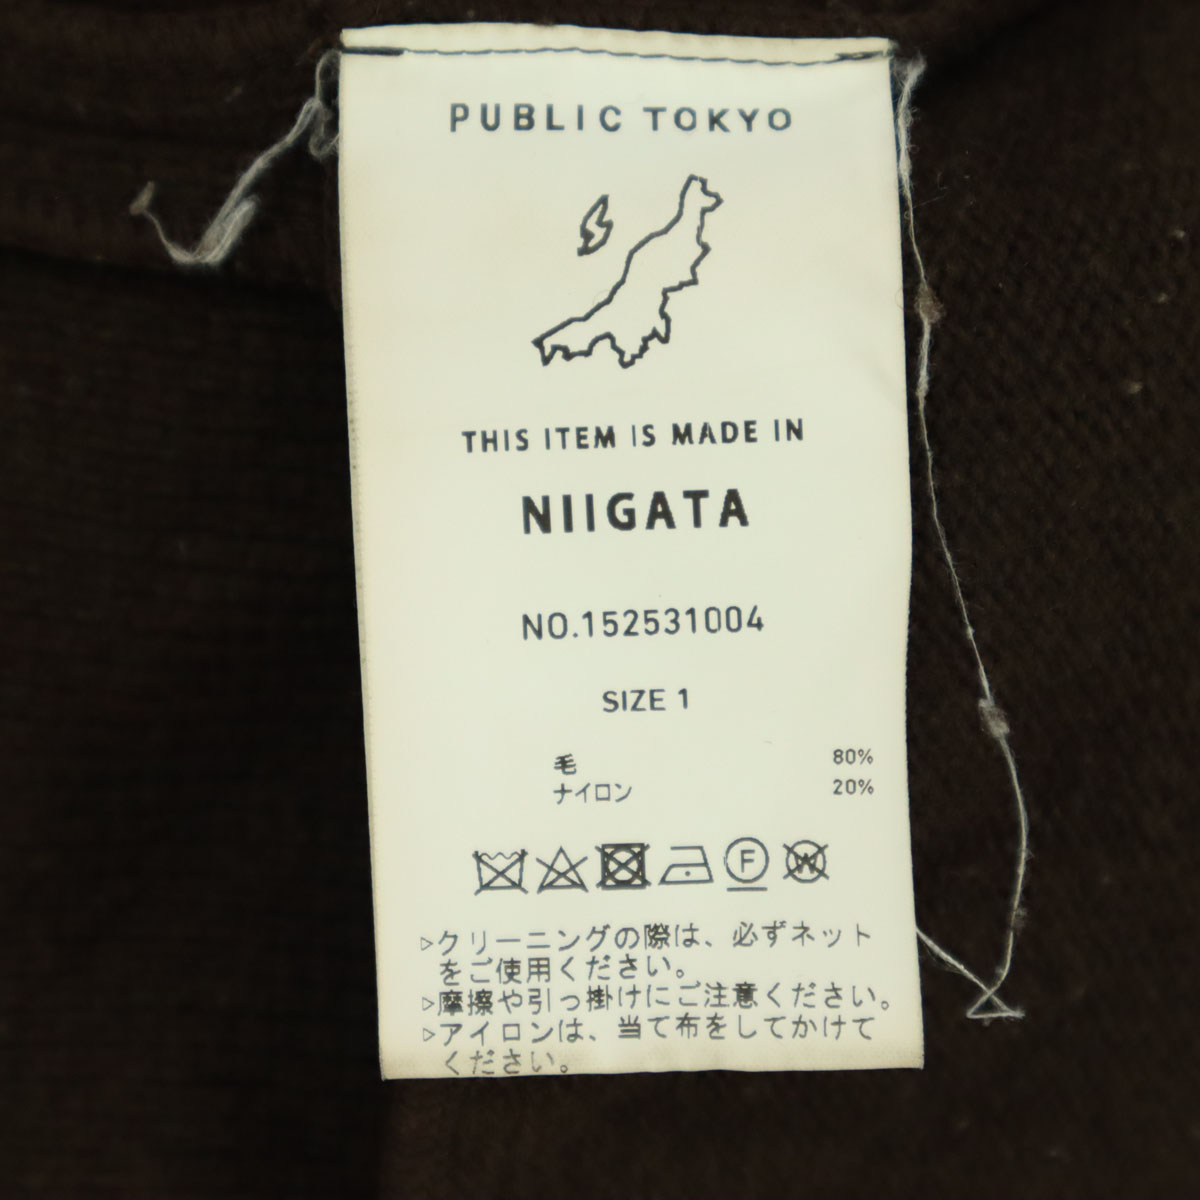 PUBLIC TOKYO
THIS ITEM IS MADE IN
NIIGATA
NO.152531004
SIZE 1
毛 80%
ナイロン 20%
F W
▷クリーニングの際は、必ずネット
をご使用ください。
▷摩擦や引っ掛けにご注意ください。
▷アイロンは、当て布をしてかけて
ください。